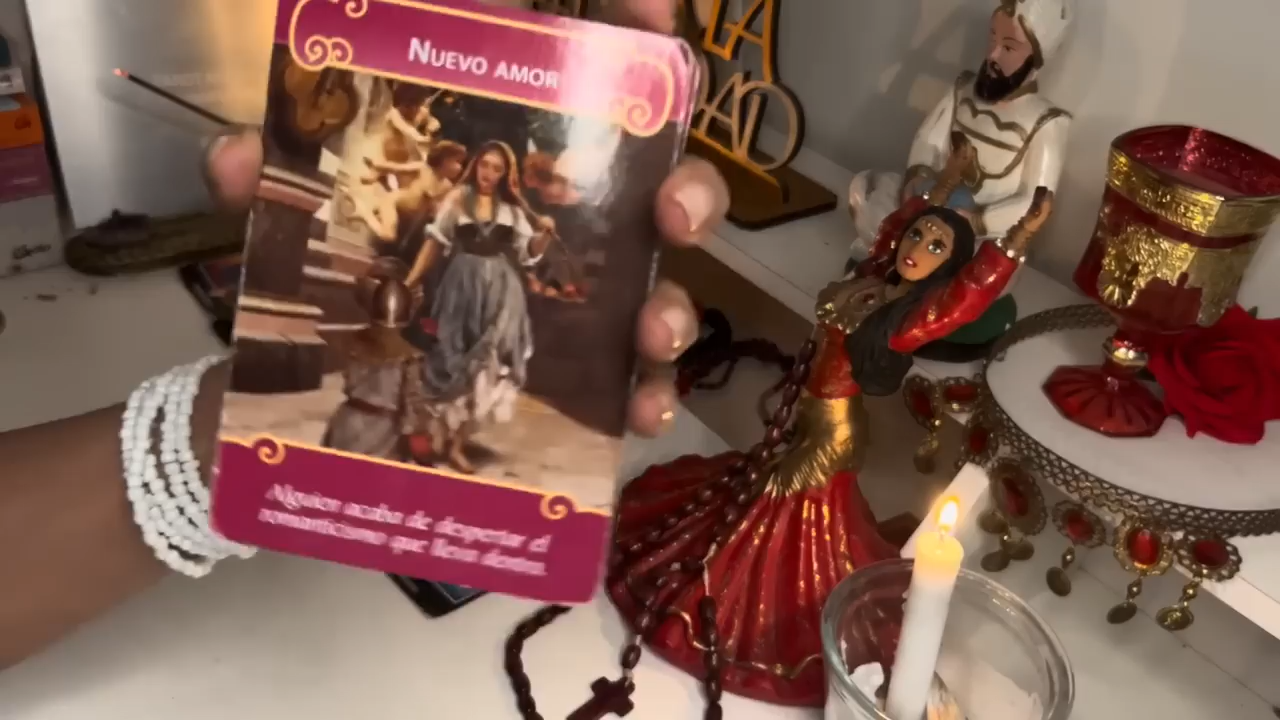 NUEVO AMOR
Alguien acaba de despertar el
romanticismo que lleva dentro.